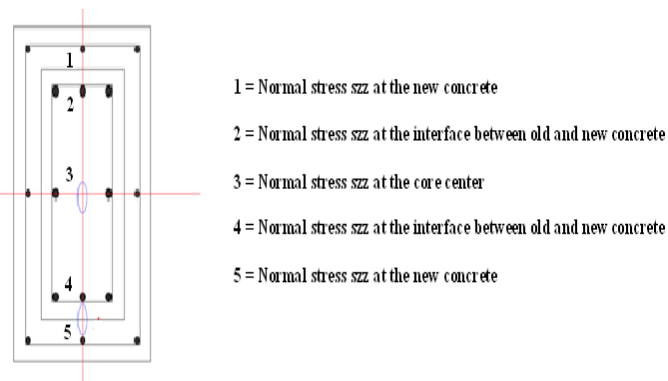 1
2
3
4
5
1 = Normal stress szz at the new concrete
2 = Normal stress szz at the interface between old and new concrete
3 = Normal stress szz at the core center
4 = Normal stress szz at the interface between old and new concrete
5 = Normal stress szz at the new concrete